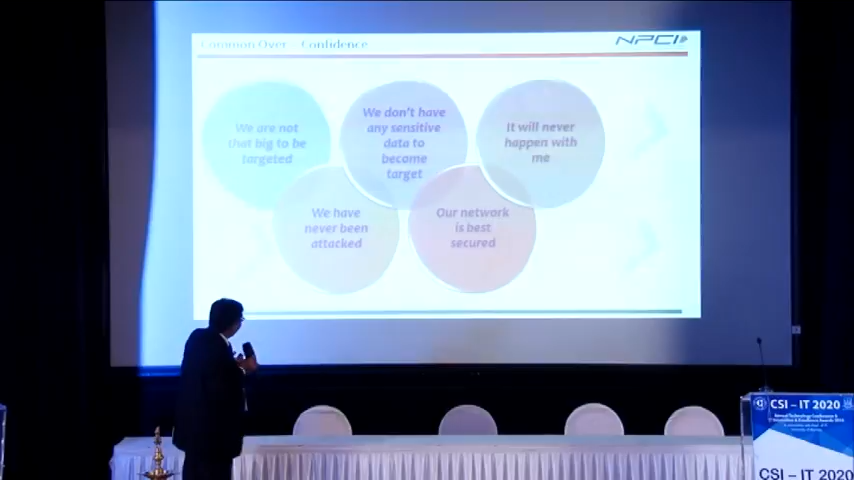 Common Over - Confidence
NPCI
We are not
that big to be
targeted
We don't have
any sensitive
data to
become
target
It will never
happen with
me
We have
never been
attacked
Our network
is best
secured
CSI – IT 2020
CSI – IT 2020